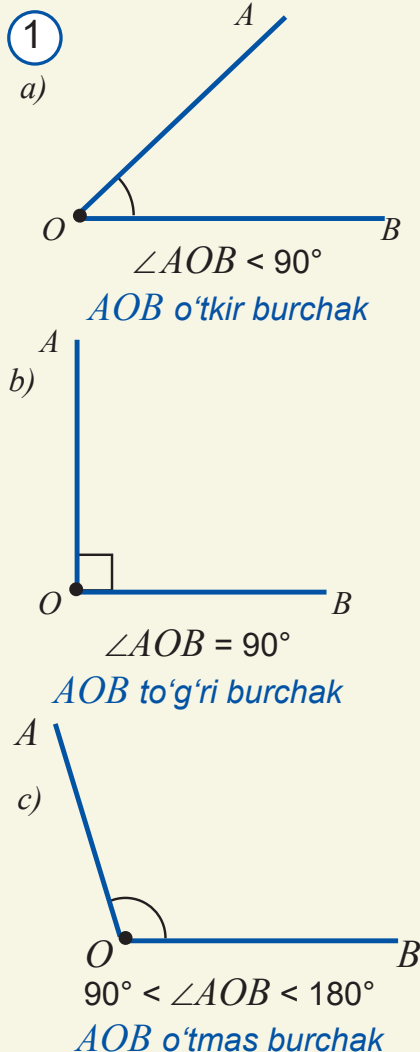 1
a)
A
O
B
∠AOB < 90°
AOB o‘tkir burchak
A
b)
O
B
∠AOB = 90°
AOB to‘g‘ri burchak
A
c)
O
B
90° < ∠AOB < 180°
AOB o‘tmas burchak